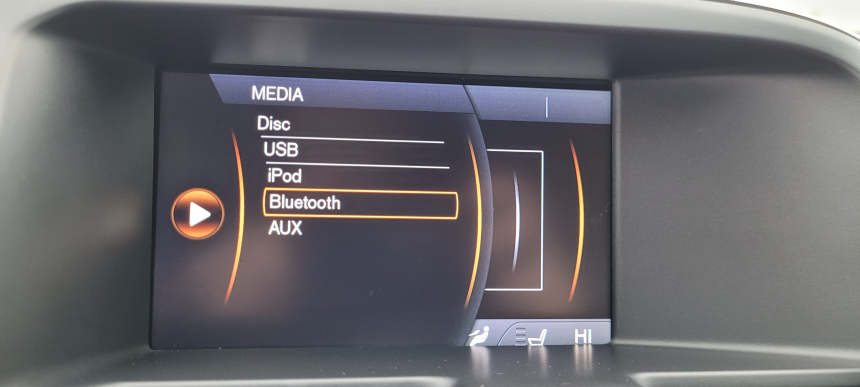 MEDIA
Disc
USB
iPod
Bluetooth
AUX
HI